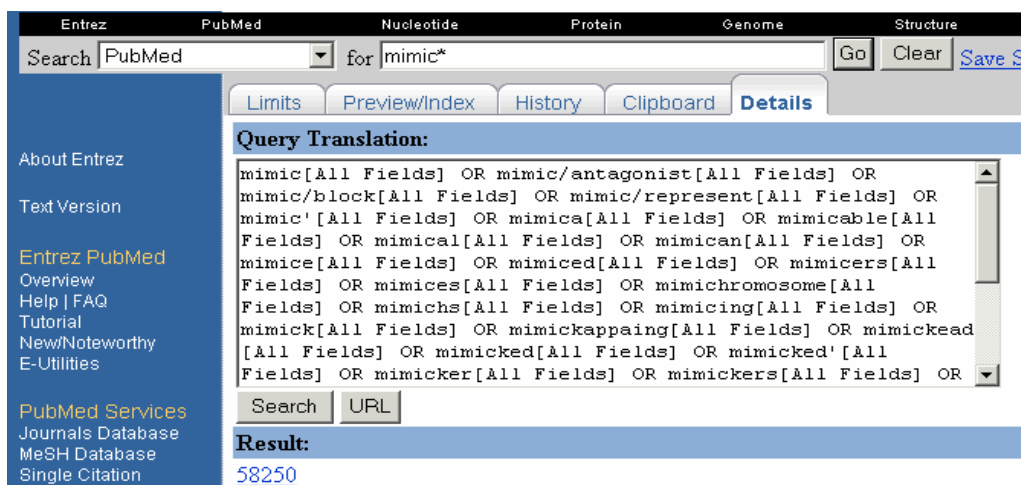 Entrez PubMed Nucleotide Protein Genome Structure
Search PubMed for mimic* Go Clear Save S
Limits Preview/Index History Clipboard Details
Query Translation:
mimic[All Fields] OR mimic/antagonist[All Fields] OR
mimic/block[All Fields] OR mimic/represent[All Fields] OR
mimic'[All Fields] OR mimica[All Fields] OR mimicable[All
Fields] OR mimical[All Fields] OR mimican[All Fields] OR
mimice[All Fields] OR mimiced[All Fields] OR mimicers[All
Fields] OR mimices[All Fields] OR mimichromosome[All
Fields] OR mimichs[All Fields] OR mimicing[All Fields] OR
mimick[All Fields] OR mimickappaing[All Fields] OR mimickead
[All Fields] OR mimicked[All Fields] OR mimicked'[All
Fields] OR mimicker[All Fields] OR mimickers[All Fields] OR
Search URL
Result:
58250
About Entrez
Text Version
Entrez PubMed
Overview
Help | FAQ
Tutorial
New/Noteworthy
E-Utilities
PubMed Services
Journals Database
MeSH Database
Single Citation